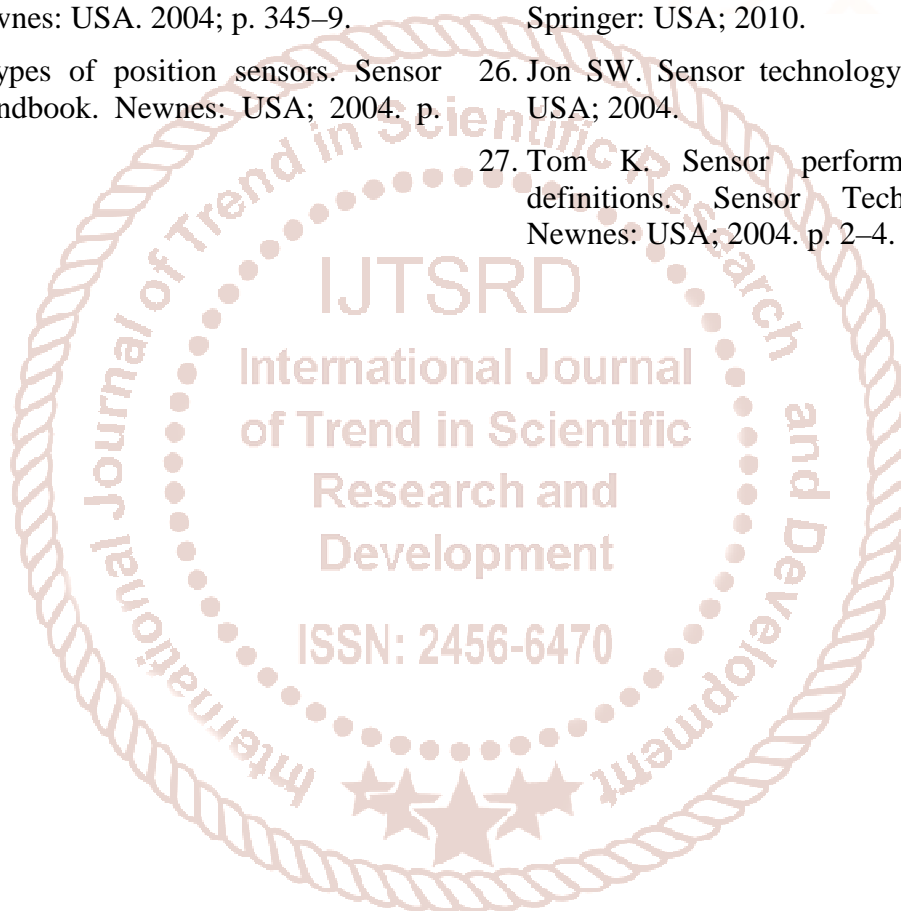 wnes: USA. 2004; p. 345–9.
ypes of position sensors. Sensor
ndbook. Newnes: USA; 2004. p.
Springer: USA; 2010.
26. Jon SW. Sensor technology
USA; 2004.
27. Tom K. Sensor perform
definitions. Sensor Tech
Newnes: USA; 2004. p. 2–4.
International Journal of Trend in Scientific Research and Development
IJTSRD
International Journal
of Trend in Scientific
Research and
Development
ISSN: 2456-6470